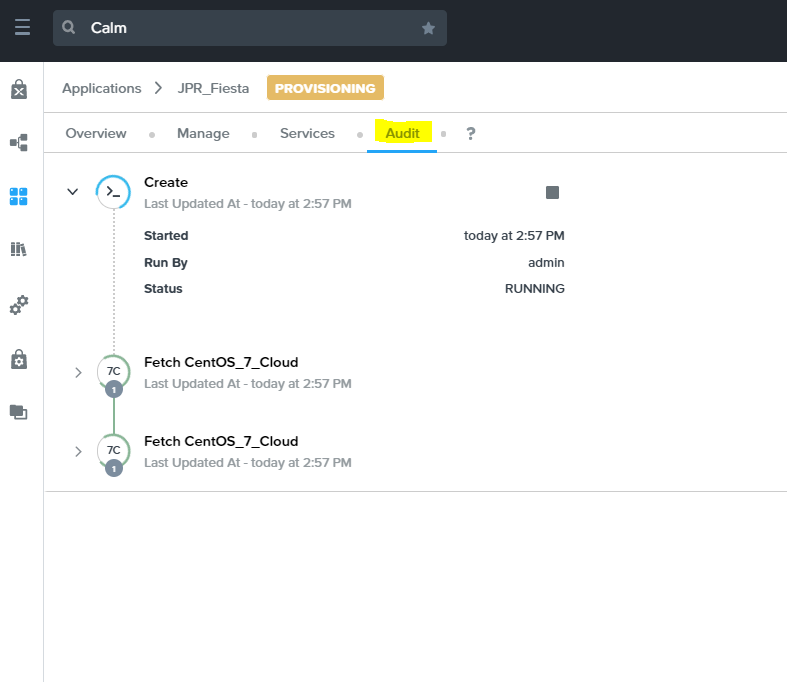 Calm
Applications > JPR_Fiesta PROVISIONING
Overview Manage Services Audit ?
Create
Last Updated At - today at 2:57 PM
Started today at 2:57 PM
Run By admin
Status RUNNING
7C
1
Fetch CentOS_7_Cloud
Last Updated At - today at 2:57 PM
7C
1
Fetch CentOS_7_Cloud
Last Updated At - today at 2:57 PM